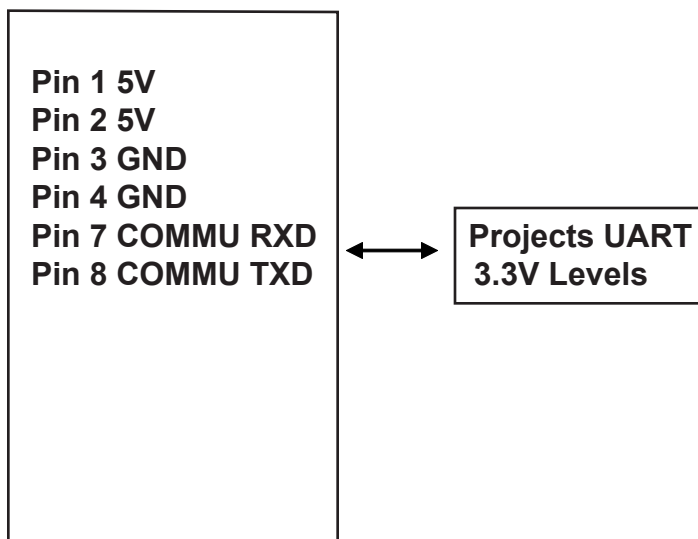 Pin 1 5V
Pin 2 5V
Pin 3 GND
Pin 4 GND
Pin 7 COMMU RXD
Pin 8 COMMU TXD
Projects UART
3.3V Levels